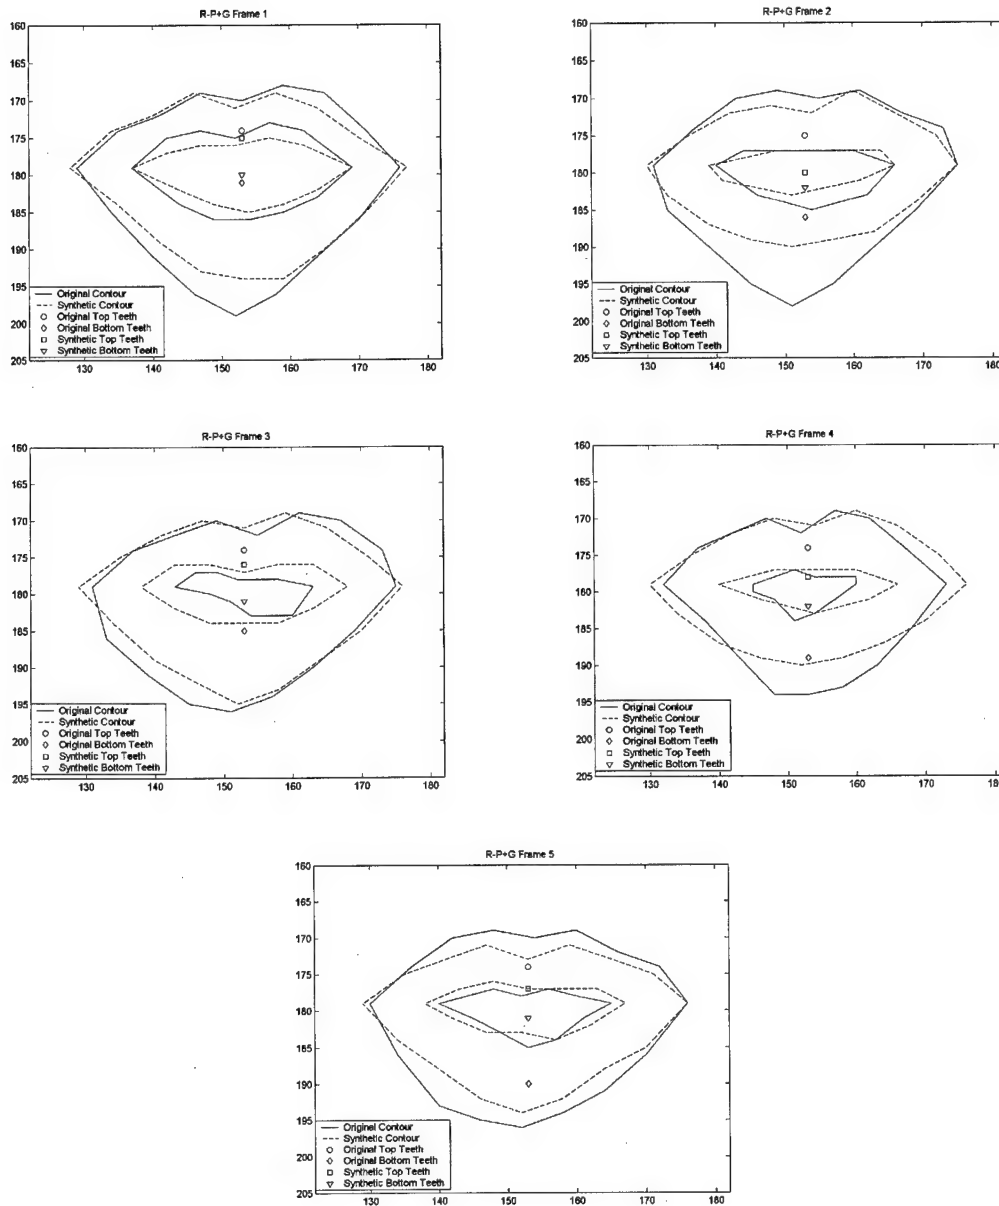 R-P+G Frame 1
160
165
170
175
180
185
190
195
200
205
Original Contour
Synthetic Contour
Original Top Teeth
Original Bottom Teeth
Synthetic Top Teeth
Synthetic Bottom Teeth
130 140 150 160 170 180
R-P+G Frame 2
160
165
170
175
180
185
190
195
200
205
Original Contour
Synthetic Contour
Original Top Teeth
Original Bottom Teeth
Synthetic Top Teeth
Synthetic Bottom Teeth
130 140 150 160 170 180
R-P+G Frame 3
160
165
170
175
180
185
190
195
200
205
Original Contour
Synthetic Contour
Original Top Teeth
Original Bottom Teeth
Synthetic Top Teeth
Synthetic Bottom Teeth
130 140 150 160 170 180
R-P+G Frame 4
160
165
170
175
180
185
190
195
200
205
Original Contour
Synthetic Contour
Original Top Teeth
Original Bottom Teeth
Synthetic Top Teeth
Synthetic Bottom Teeth
130 140 150 160 170 180
R-P+G Frame 5
160
165
170
175
180
185
190
195
200
205
Original Contour
Synthetic Contour
Original Top Teeth
Original Bottom Teeth
Synthetic Top Teeth
Synthetic Bottom Teeth
130 140 150 160 170 180